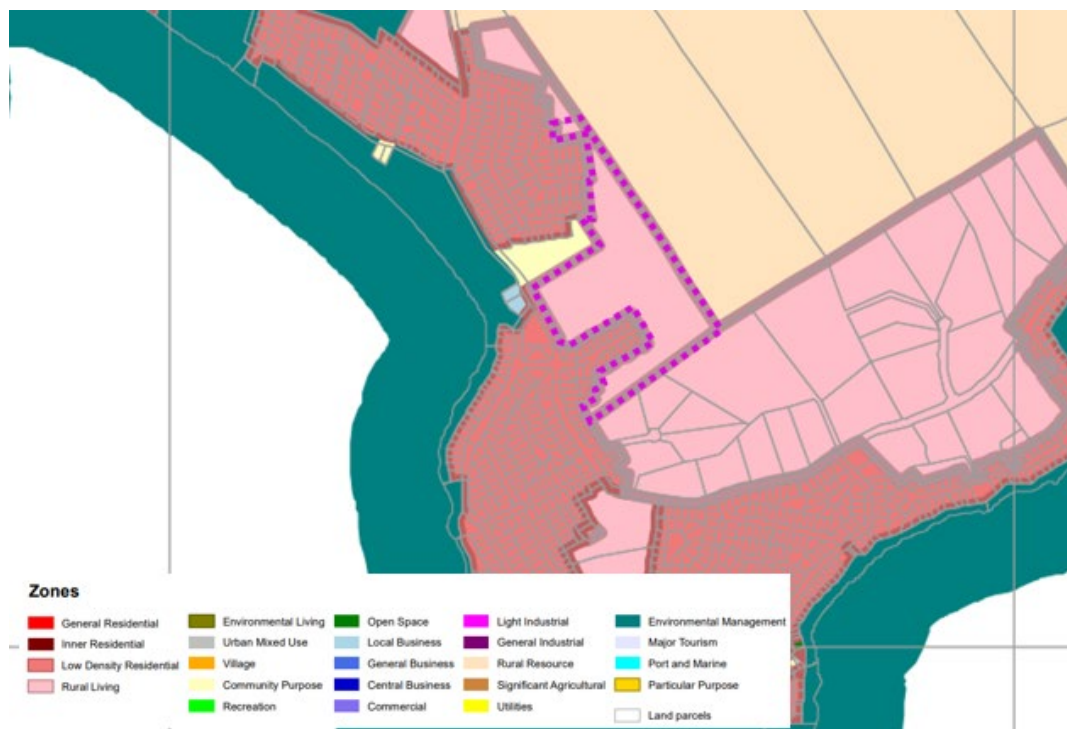 Zones
General Residential
Inner Residential
Low Density Residential
Rural Living
Environmental Living
Urban Mixed Use
Village
Community Purpose
Recreation
Open Space
Local Business
General Business
Central Business
Commercial
Light Industrial
General Industrial
Rural Resource
Significant Agricultural
Utilities
Environmental Management
Major Tourism
Port and Marine
Particular Purpose
Land parcels